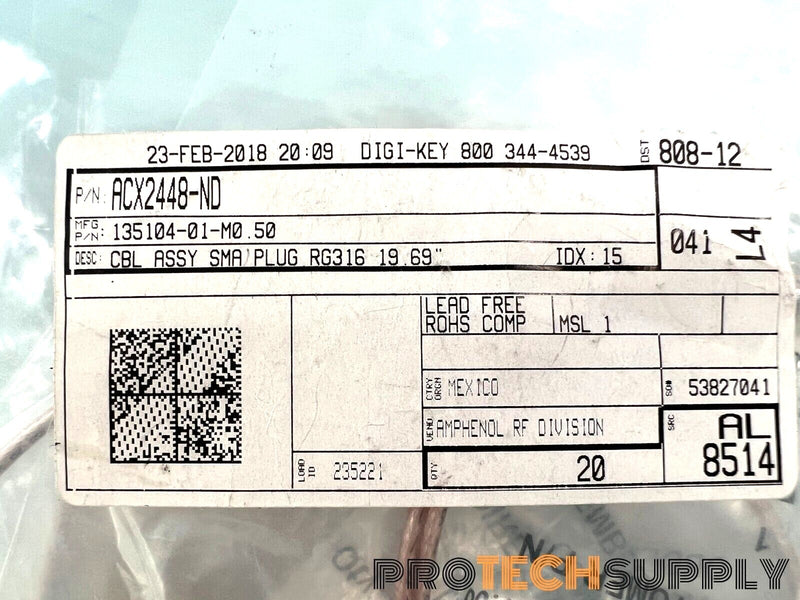 23-FEB-2018 20:09 DIGI-KEY 800 344-4539 DST 808-12
P/N: ACX2448-ND
MFG P/N: 135104-01-M0.50
041 L4
DESC: CBL ASSY SMA PLUG RG316 19.69" IDX: 15
LEAD FREE
ROHS COMP MSL 1
CTRY ORGN MEXICO SO# 53827041
VEND AMPHENOL RF DIVISION SRC AL
LOAD ID 235221 QTY 20 8514
PROTECHSUPPLY